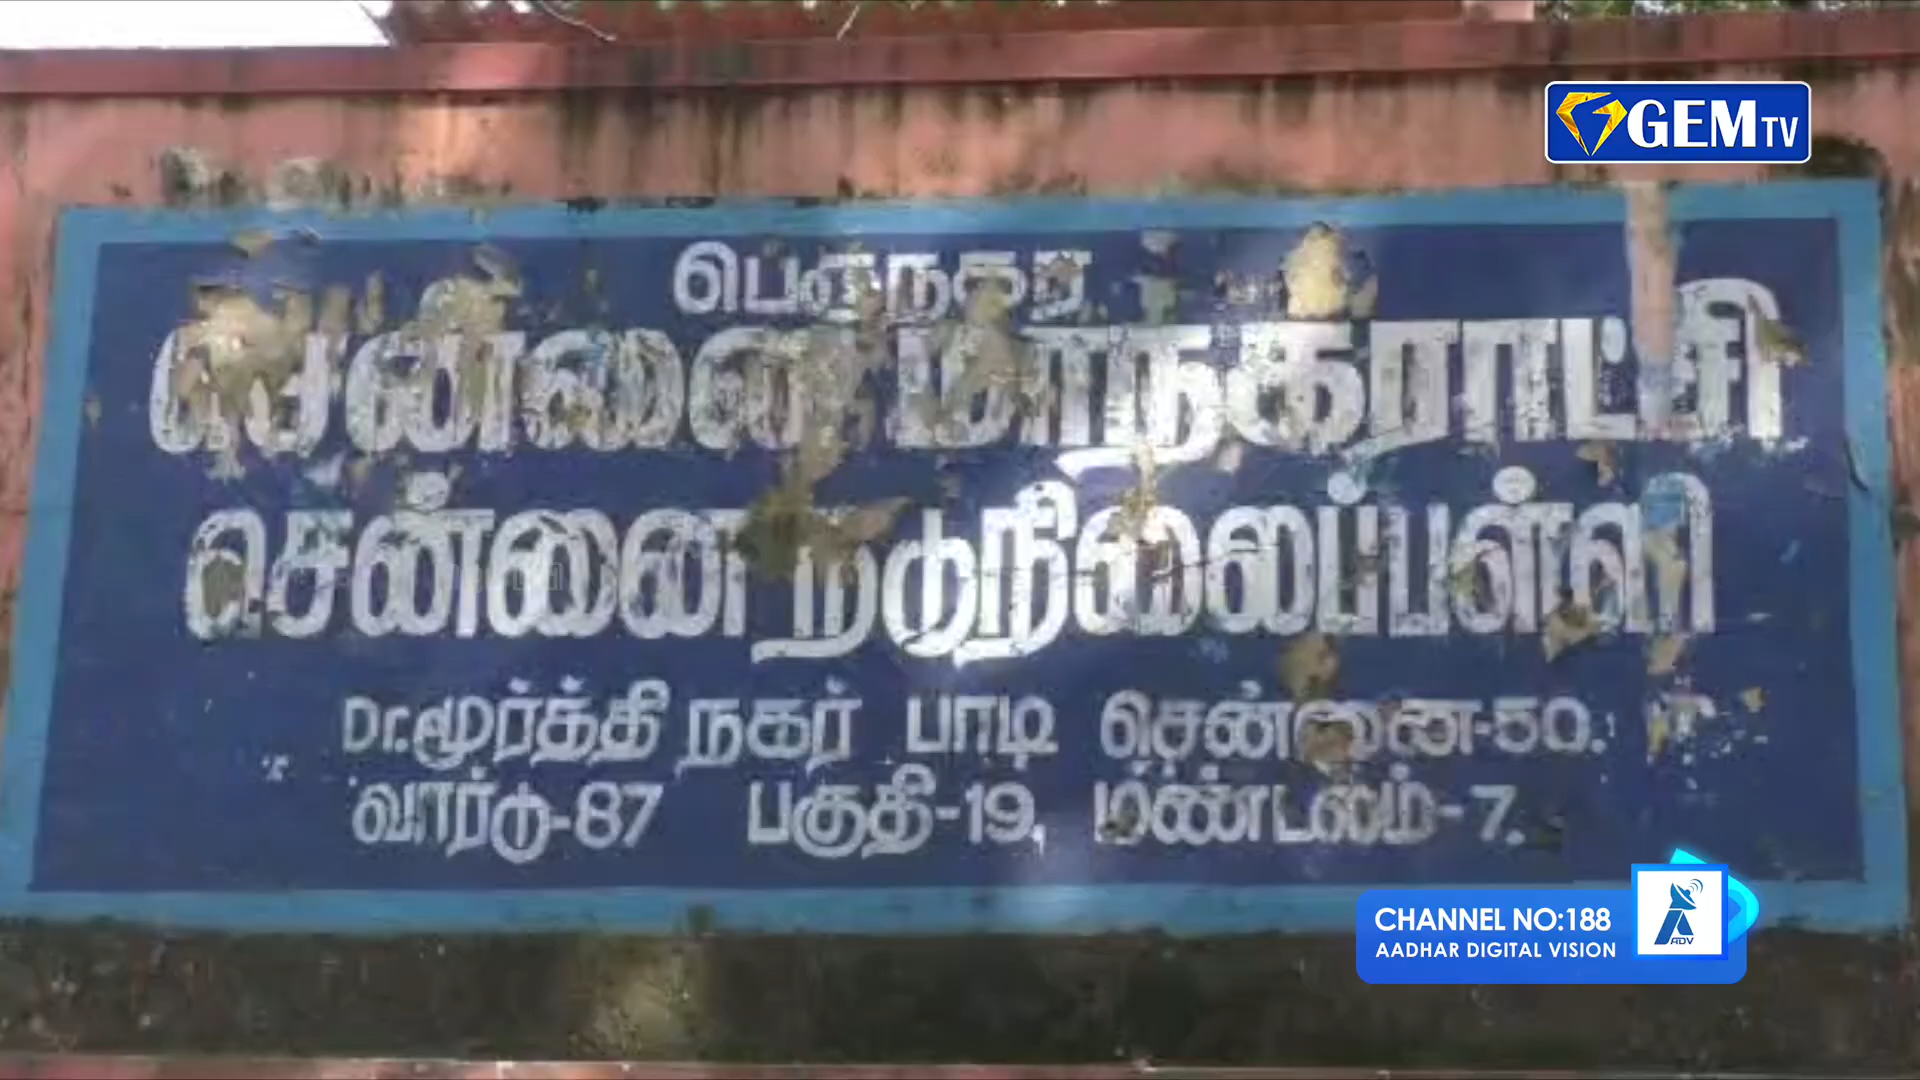 GEM TV
பெருநகர
சென்னை மாநகராட்சி
சென்னை நடுநிலைப்பள்ளி
Dr.மூர்த்தி நகர் பாடி சென்னை-50.
வார்டு-87 பகுதி-19, மண்டலம்-7.
CHANNEL NO:188
AADHAR DIGITAL VISION
ADV